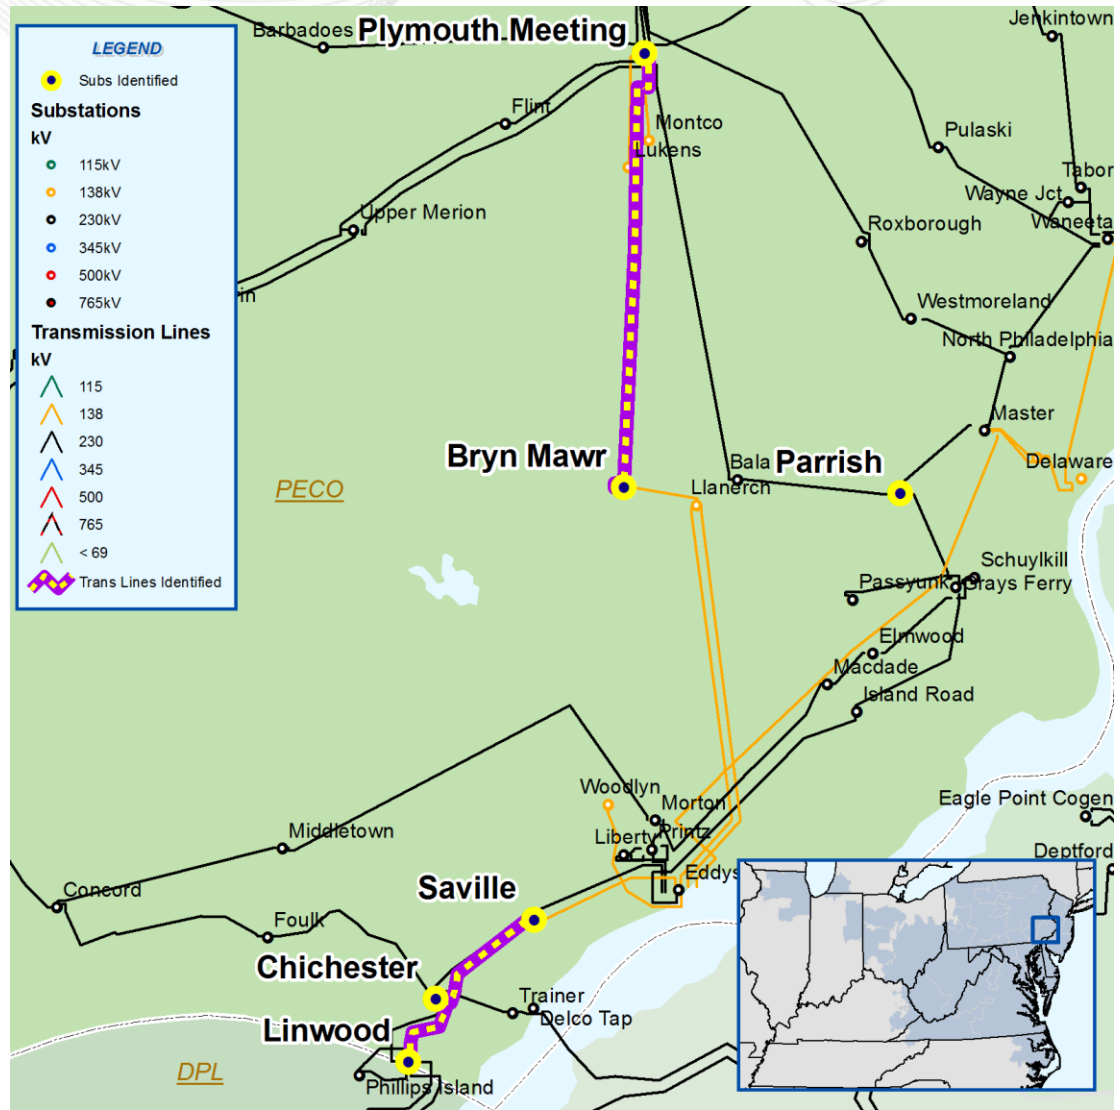 Barbadoes
Plymouth Meeting
Jenkintown
LEGEND
Subs Identified
Substations
kV
115kV
138kV
230kV
345kV
500kV
765kV
Transmission Lines
kV
115
138
230
345
500
765
< 69
Trans Lines Identified
Flint
Montco
Lukens
Pulaski
Tabor
Wayne Jct
Waneeta
Upper Merion
Roxborough
in
Westmoreland
North Philadelphia
Master
Bryn Mawr
Bala
Parrish
Delaware
Llanerch
PECO
Schuylkill
Passyunk
Grays Ferry
Elmwood
Macdade
Island Road
Woodlyn
Morton
Eagle Point Cogen
Middletown
Liberty
Printz
Deptford
Concord
Saville
Eddys
Foulk
Chichester
Trainer
Delco Tap
Linwood
DPL
Phillips Island